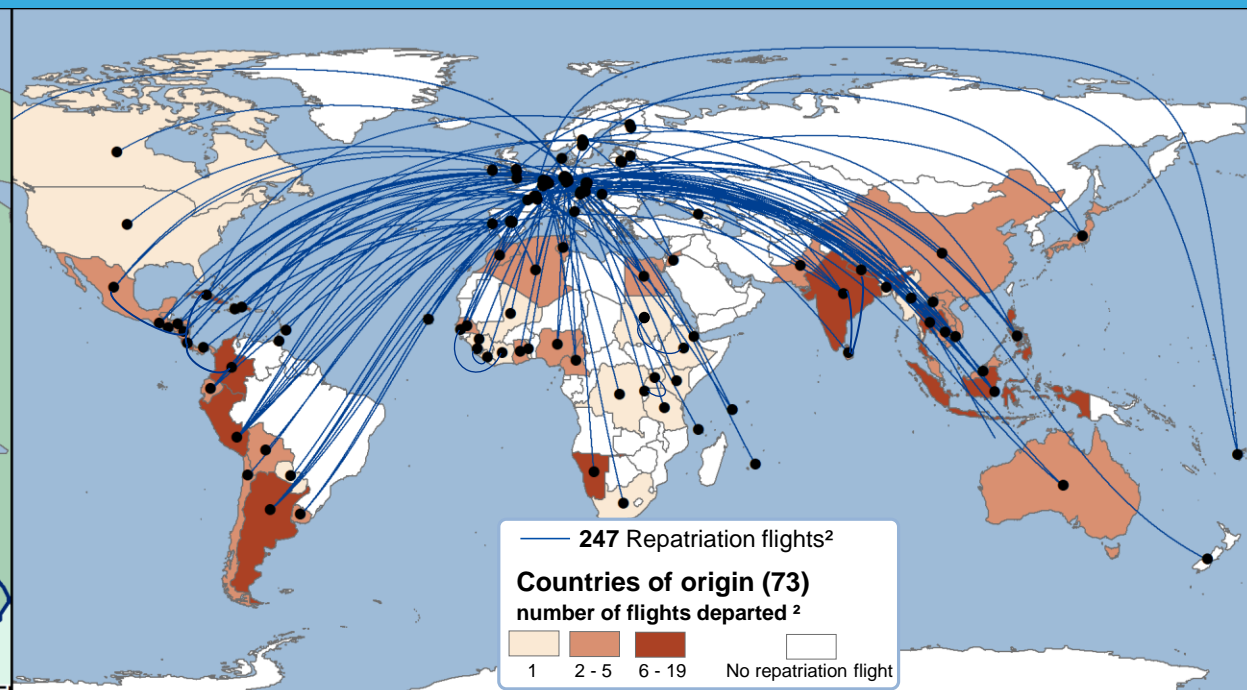 247 Repatriation flights²
Countries of origin (73)
number of flights departed ²
1 2 - 5 6 - 19 No repatriation flight